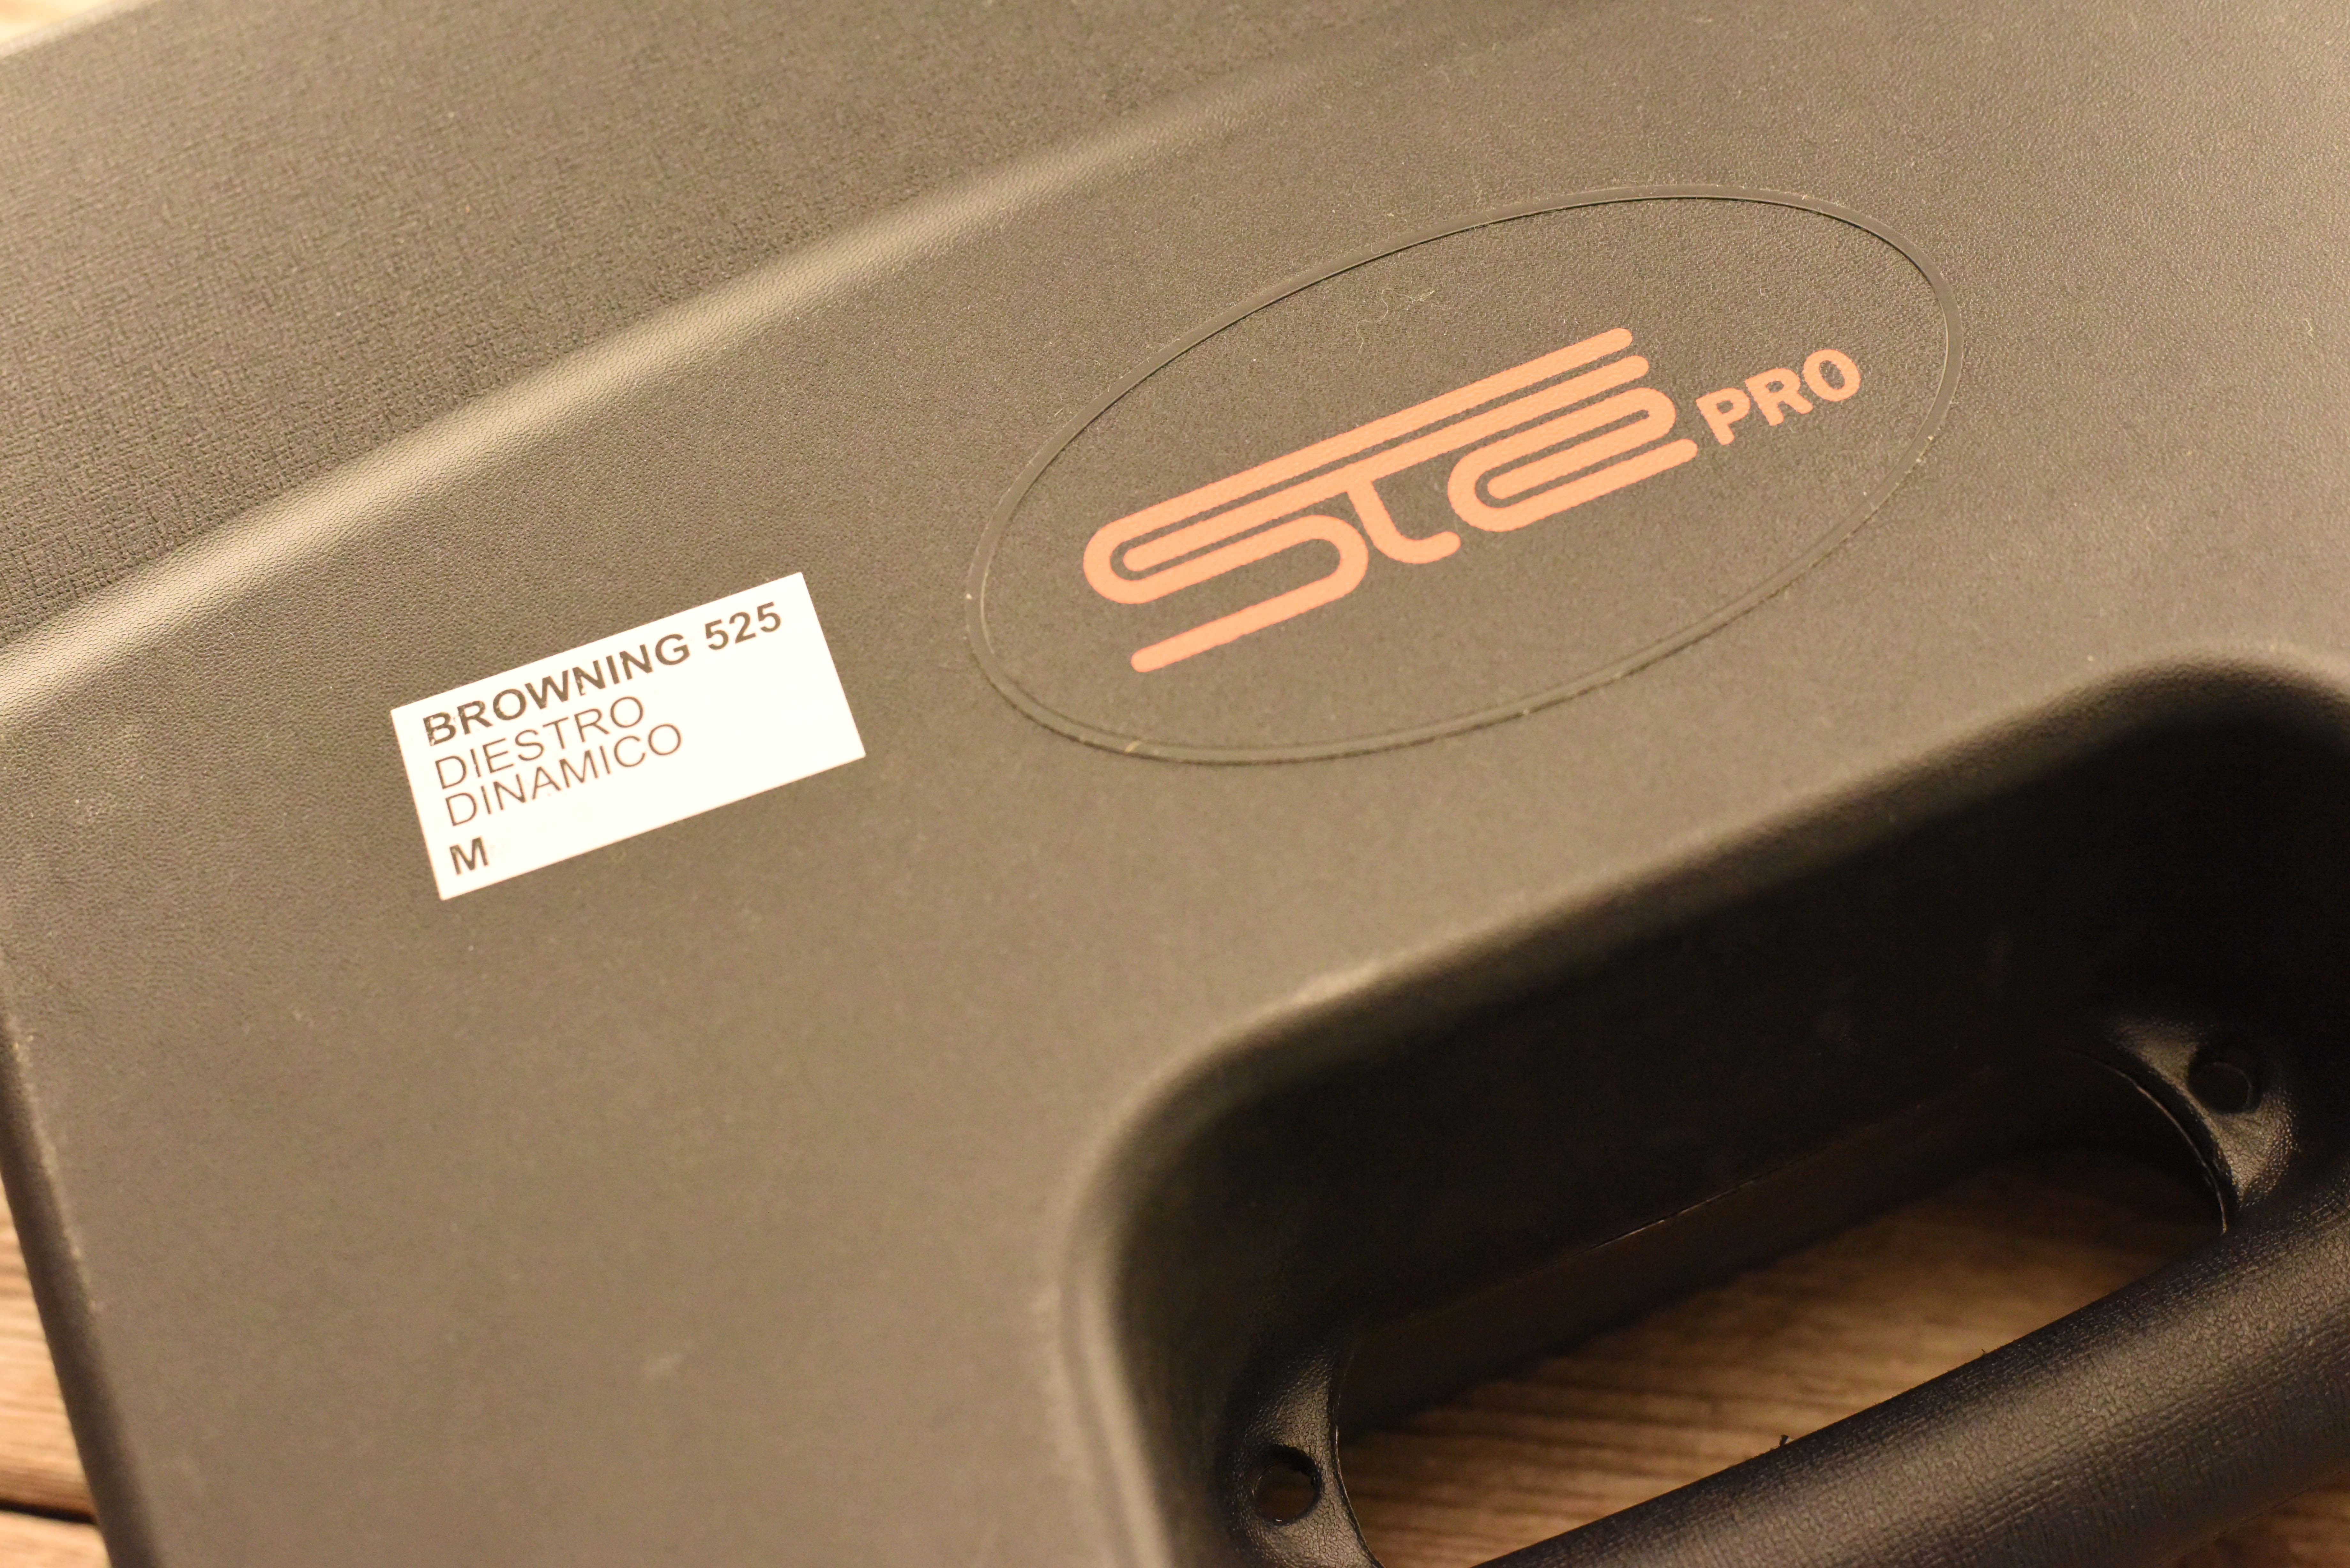 STE PRO
BROWNING 525
DIESTRO
DINAMICO
M